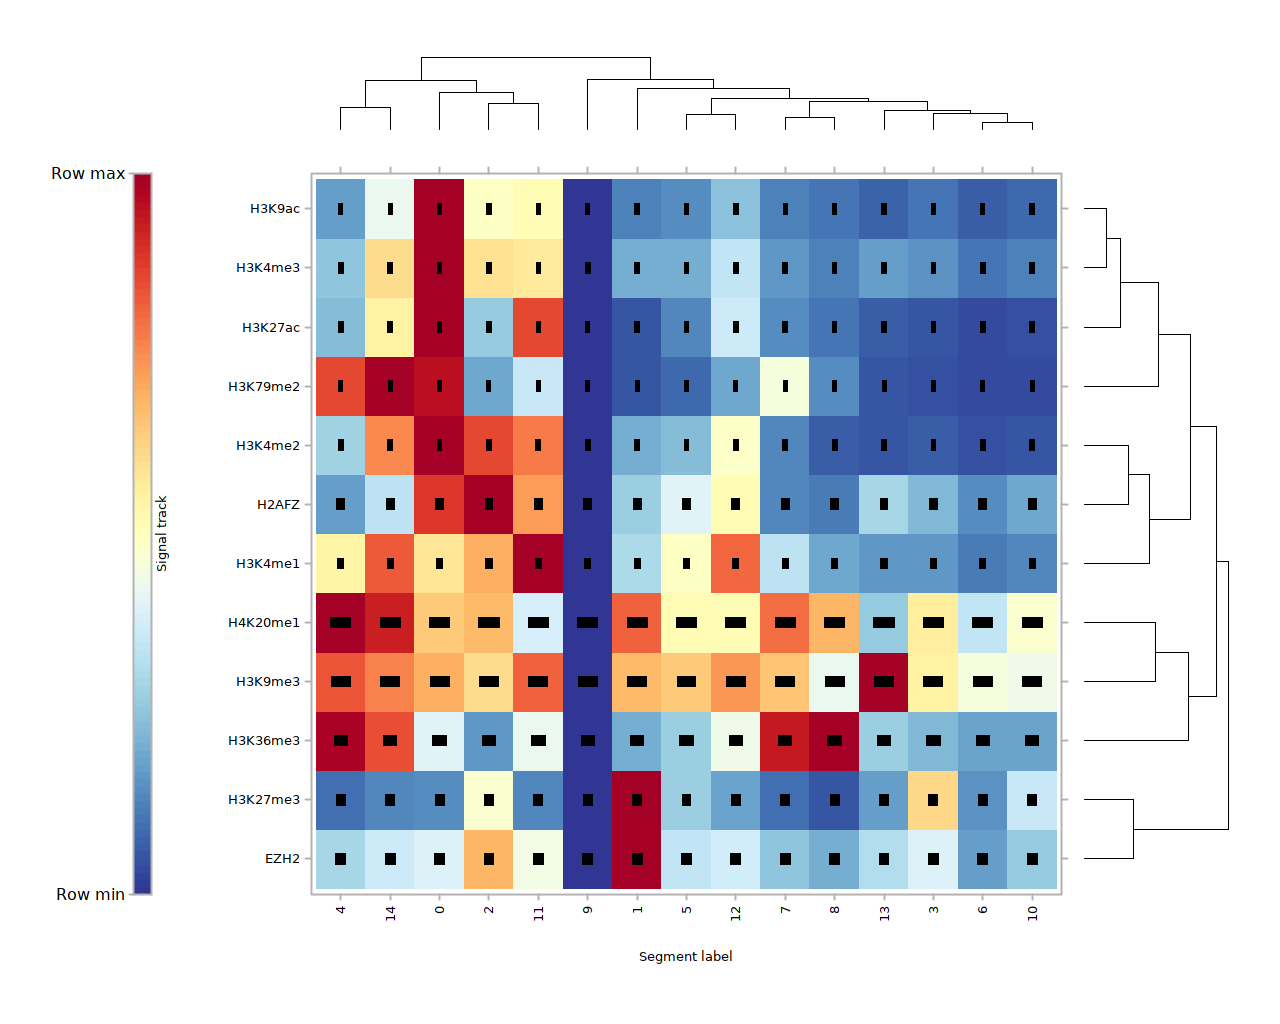 Row max
Row min
Signal track
H3K9ac
H3K4me3
H3K27ac
H3K79me2
H3K4me2
H2AFZ
H3K4me1
H4K20me1
H3K9me3
H3K36me3
H3K27me3
EZH2
4 14 0 2 11 9 1 5 12 7 8 13 3 6 10
Segment label